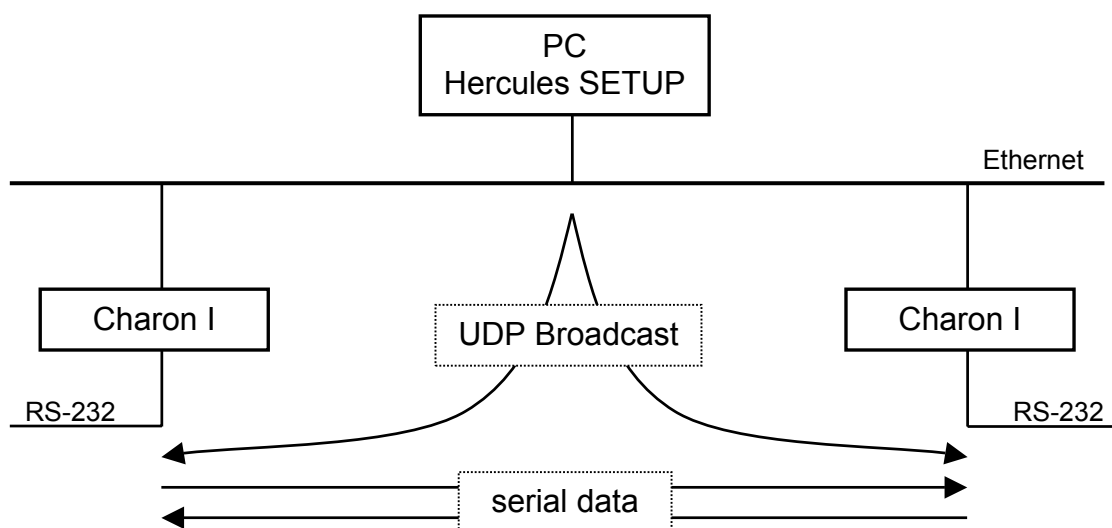 PC
Hercules SETUP
Ethernet
Charon I
UDP Broadcast
Charon I
RS-232
RS-232
serial data